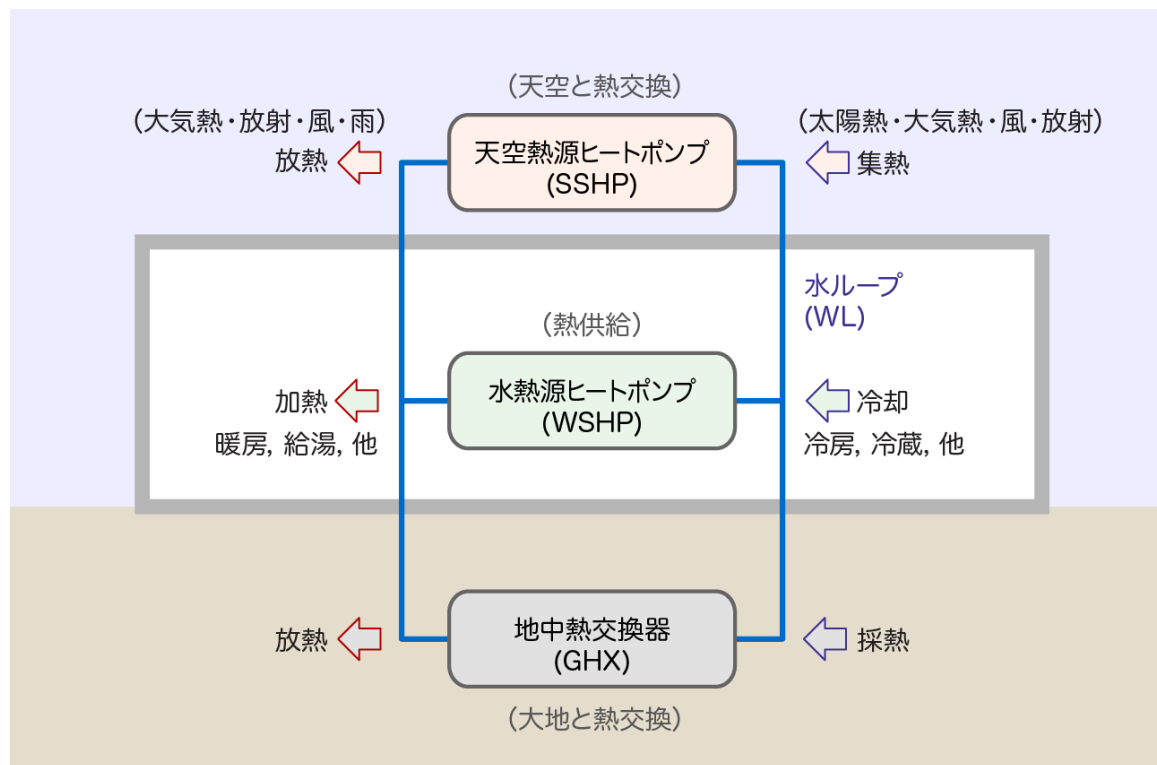 （天空と熱交換）
（大気熱・放射・風・雨）
放熱
天空熱源ヒートポンプ
(SSHP)
（太陽熱・大気熱・風・放射）
集熱
水ループ
(WL)
（熱供給）
加熱
暖房, 給湯, 他
水熱源ヒートポンプ
(WSHP)
冷却
冷房, 冷蔵, 他
放熱
地中熱交換器
(GHX)
採熱
（大地と熱交換）